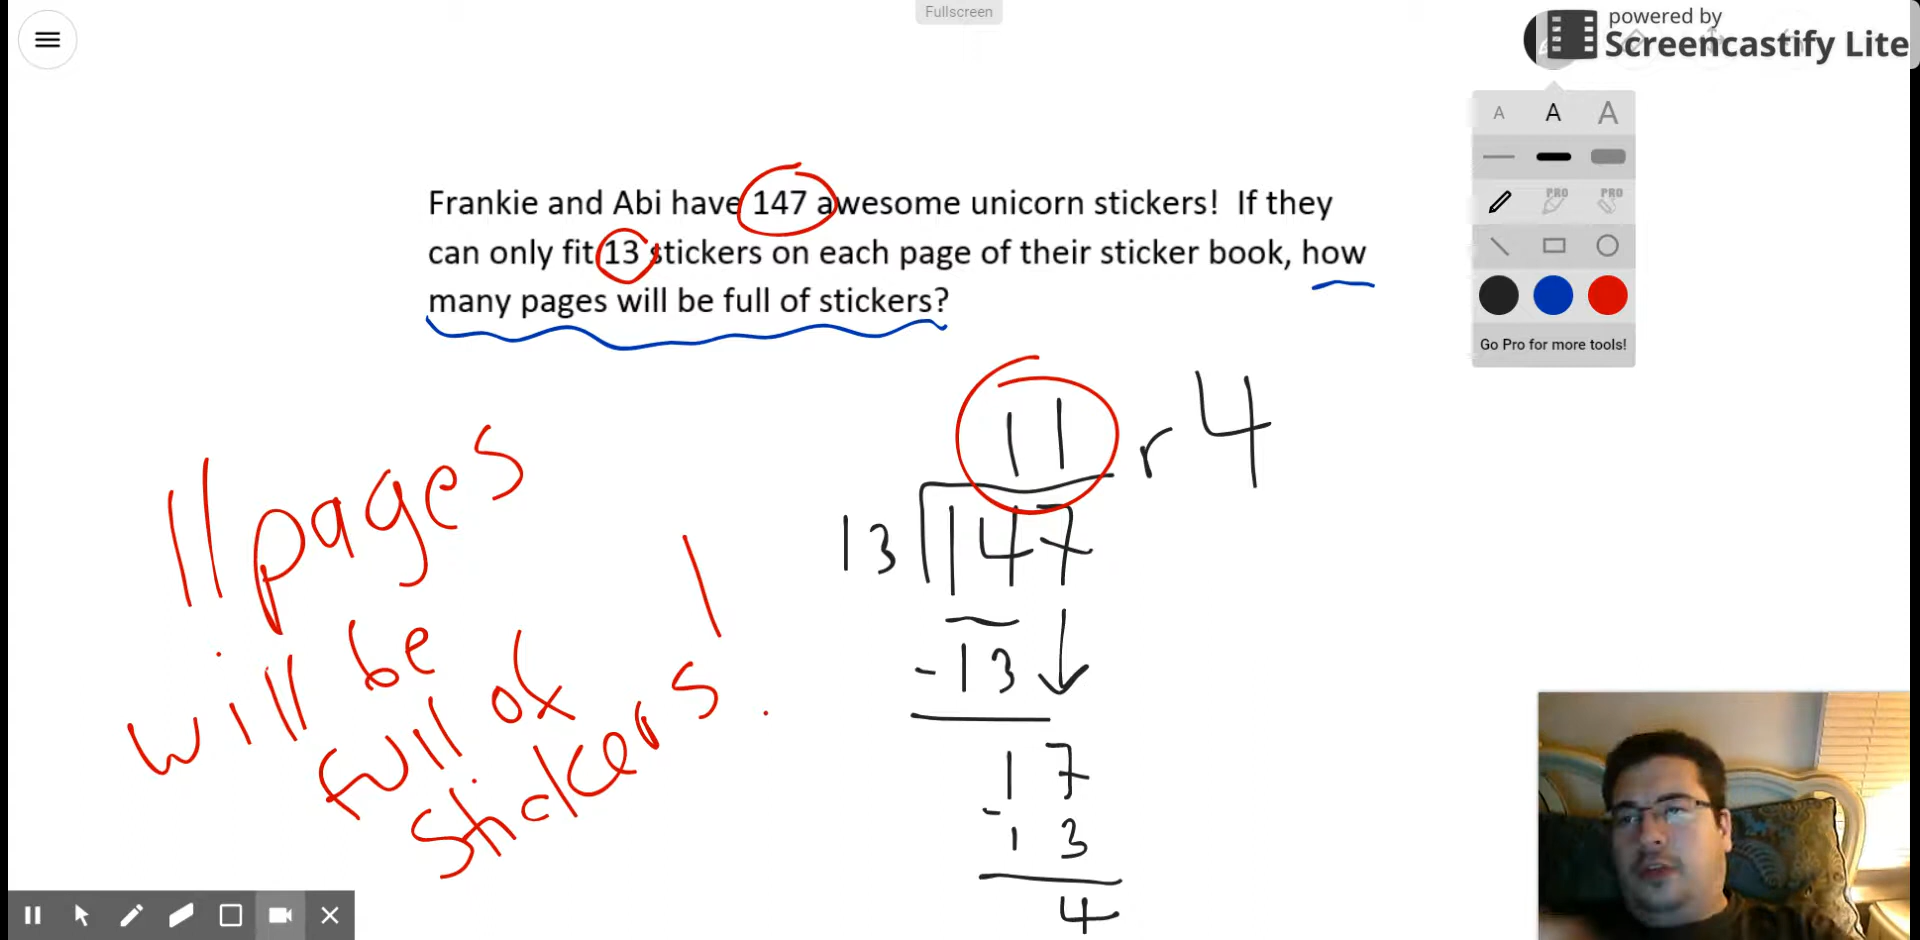 Fullscreen
powered by
Screencastify Lite
A A A
PRO PRO
Go Pro for more tools!
Frankie and Abi have 147 awesome unicorn stickers! If they
can only fit 13 stickers on each page of their sticker book, how
many pages will be full of stickers?
11 r 4
13 147
-13
17
-13
4
11 pages
will be
full of
stickers!